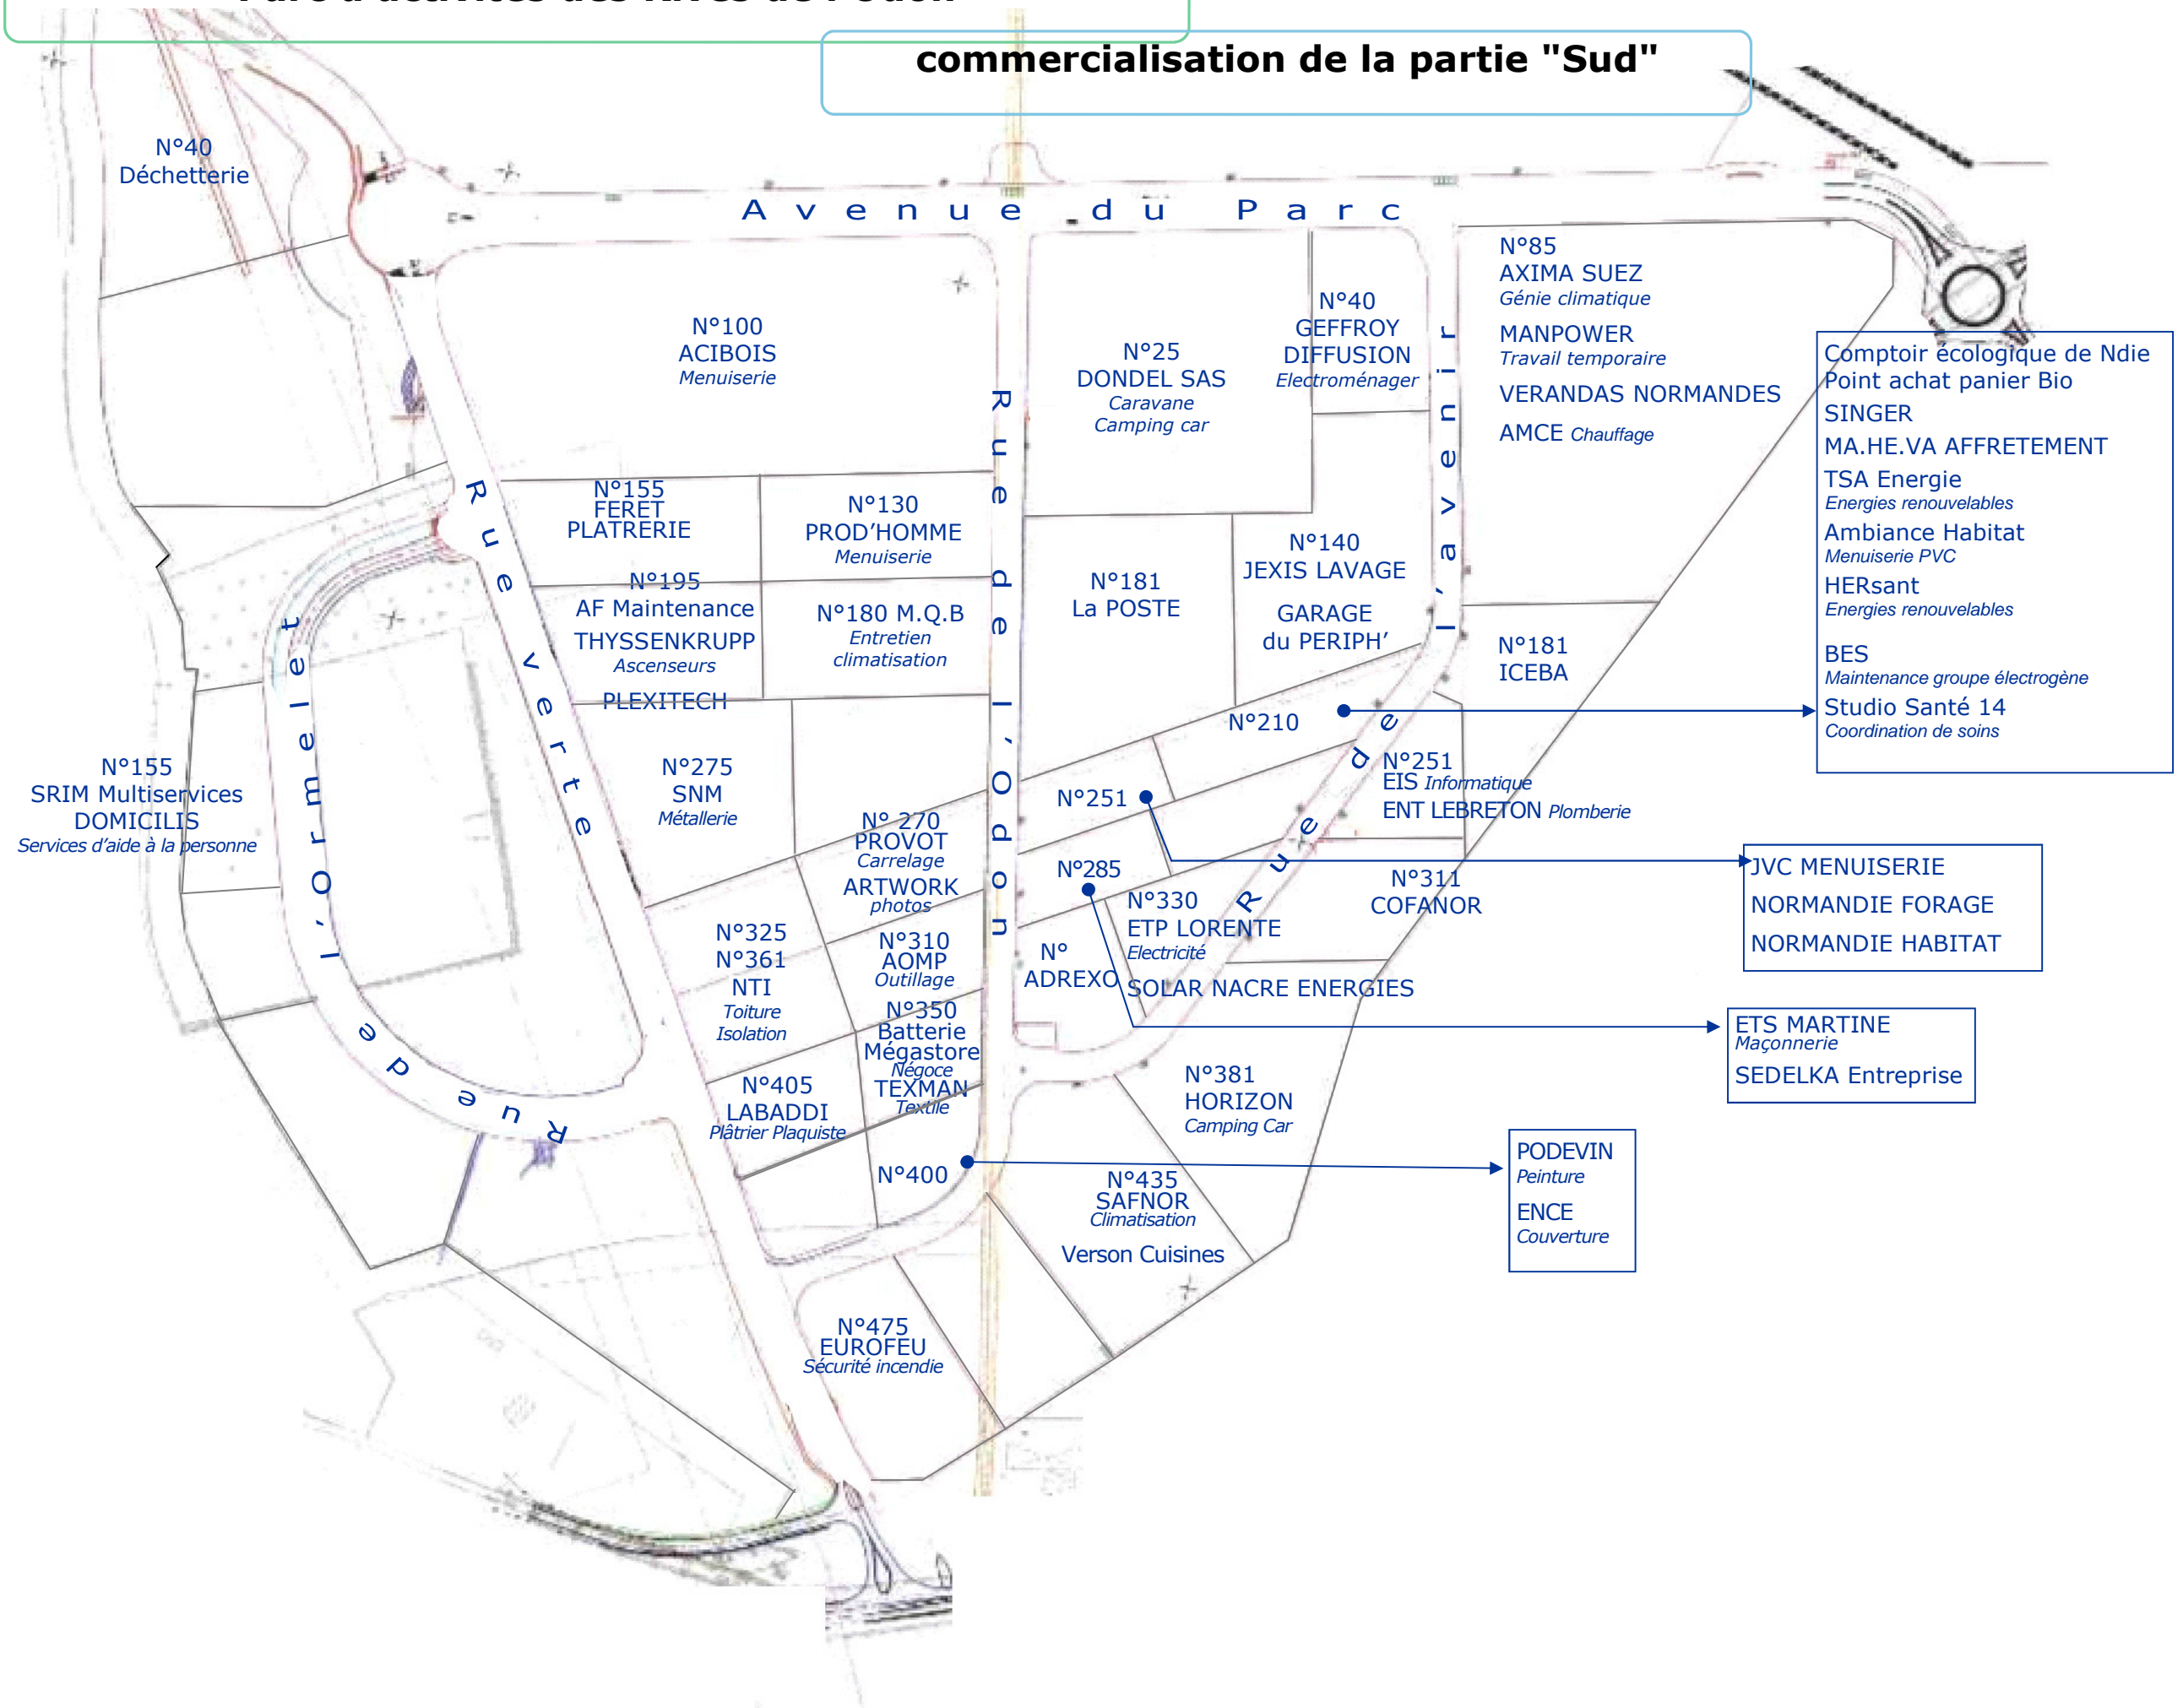 commercialisation de la partie "Sud"
N°40
Déchetterie
Avenue du Parc
N°85
AXIMA SUEZ
Génie climatique
MANPOWER
Travail temporaire
VERANDAS NORMANDES
AMCE Chauffage
N°100
ACIBOIS
Menuiserie
N°25
DONDEL SAS
Caravane
Camping car
N°40
GEFFROY
DIFFUSION
Electroménager
Rue de l'Odon
Rue de l'avenir
Comptoir écologique de Ndie
Point achat panier Bio
SINGER
MA.HE.VA AFFRETEMENT
TSA Energie
Energies renouvelables
Ambiance Habitat
Menuiserie PVC
HERsant
Energies renouvelables
BES
Maintenance groupe électrogène
Studio Santé 14
Coordination de soins
Rue verte
N°155
FERET
PLATRERIE
N°130
PROD’HOMME
Menuiserie
N°195
AF Maintenance
THYSSENKRUPP
Ascenseurs
PLEXITECH
N°180 M.Q.B
Entretien
climatisation
N°181
La POSTE
N°140
JEXIS LAVAGE
GARAGE
du PERIPH’
N°181
ICEBA
N°210
Rue de l’Ormelet
N°155
SRIM Multiservices
DOMICILIS
Services d’aide à la personne
N°275
SNM
Métallerie
N°251
N°251
EIS Informatique
ENT LEBRETON Plomberie
N° 270
PROVOT
Carrelage
ARTWORK
photos
N°285
JVC MENUISERIE
NORMANDIE FORAGE
NORMANDIE HABITAT
N°311
COFANOR
N°330
ETP LORENTE
Electricité
SOLAR NACRE ENERGIES
N°
ADREXO
N°325
N°361
NTI
Toiture
Isolation
N°310
AOMP
Outillage
N°350
Batterie
Mégastore
Négoce
TEXMAN
Textile
ETS MARTINE
Maçonnerie
SEDELKA Entreprise
N°405
LABADDI
Plâtrier Plaquiste
N°381
HORIZON
Camping Car
N°400
PODEVIN
Peinture
ENCE
Couverture
N°435
SAFNOR
Climatisation
Verson Cuisines
N°475
EUROFEU
Sécurité incendie